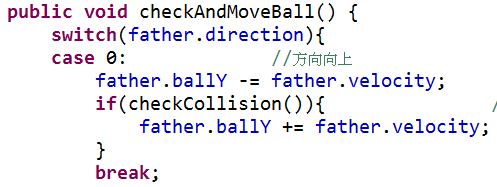 public void checkAndMoveBall() {
switch(father.direction){
case 0: //方向向上
father.ballY -= father.velocity;
if(checkCollision()){ /
father.ballY += father.velocity;
}
break;